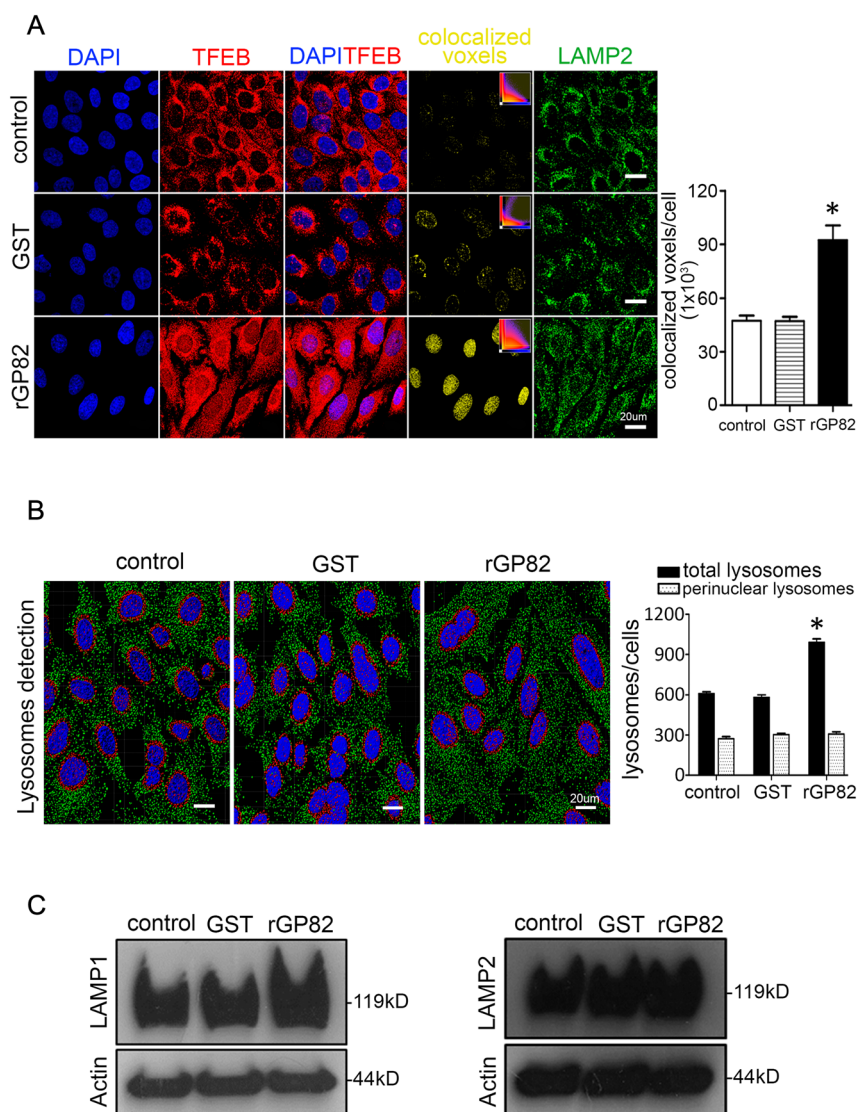 A
DAPI TFEB DAPITFEB colocalized voxels LAMP2
control
GST
rGP82
20um
colocalized voxels/cell
(1x10³)
120
90
60
30
0
*
control GST rGP82
B
control GST rGP82
Lysosomes detection
20um
total lysosomes
perinuclear lysosomes
lysosomes/cells
1200
900
600
300
0
*
control GST rGP82
C
control GST rGP82
LAMP1
-119kD
Actin
-44kD
control GST rGP82
LAMP2
-119kD
Actin
-44kD